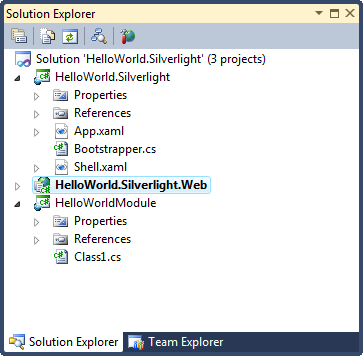 Solution Explorer
Solution 'HelloWorld.Silverlight' (3 projects)
HelloWorld.Silverlight
Properties
References
App.xaml
Bootstrapper.cs
Shell.xaml
HelloWorld.Silverlight.Web
HelloWorldModule
Properties
References
Class1.cs
Solution Explorer Team Explorer